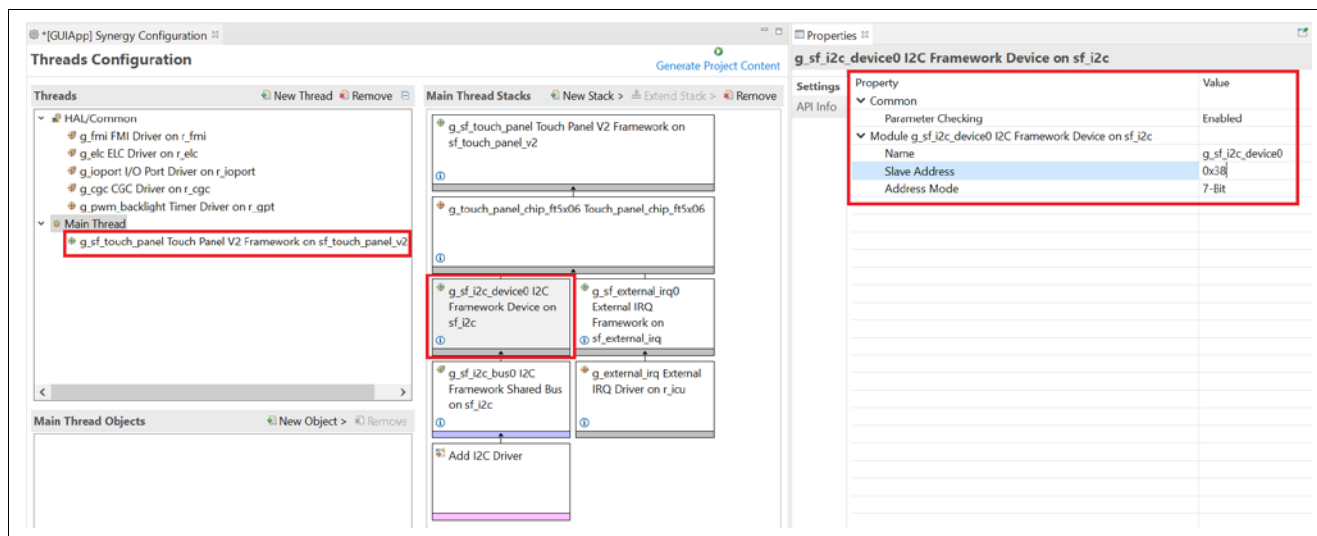 *[GUIApp] Synergy Configuration
Threads Configuration
Generate Project Content
Threads
New Thread
Remove
HAL/Common
g_fmi FMI Driver on r_fmi
g_elc ELC Driver on r_elc
g_ioport I/O Port Driver on r_ioport
g_cgc CGC Driver on r_cgc
g_pwm_backlight Timer Driver on r_gpt
Main Thread
g_sf_touch_panel Touch Panel V2 Framework on sf_touch_panel_v2
Main Thread Objects
New Object >
Remove
Main Thread Stacks
New Stack >
Extend Stack >
Remove
g_sf_touch_panel Touch Panel V2 Framework on
sf_touch_panel_v2
g_touch_panel_chip_ft5x06 Touch_panel_chip_ft5x06
g_sf_i2c_device0 I2C
Framework Device on
sf_i2c
g_sf_external_irq0
External IRQ
Framework on
sf_external_irq
g_sf_i2c_bus0 I2C
Framework Shared Bus
on sf_i2c
g_external_irq External
IRQ Driver on r_icu
Add I2C Driver
Properties
g_sf_i2c_device0 I2C Framework Device on sf_i2c
Settings
API Info
Property Value
Common
Parameter Checking Enabled
Module g_sf_i2c_device0 I2C Framework Device on sf_i2c
Name g_sf_i2c_device0
Slave Address 0x38
Address Mode 7-Bit